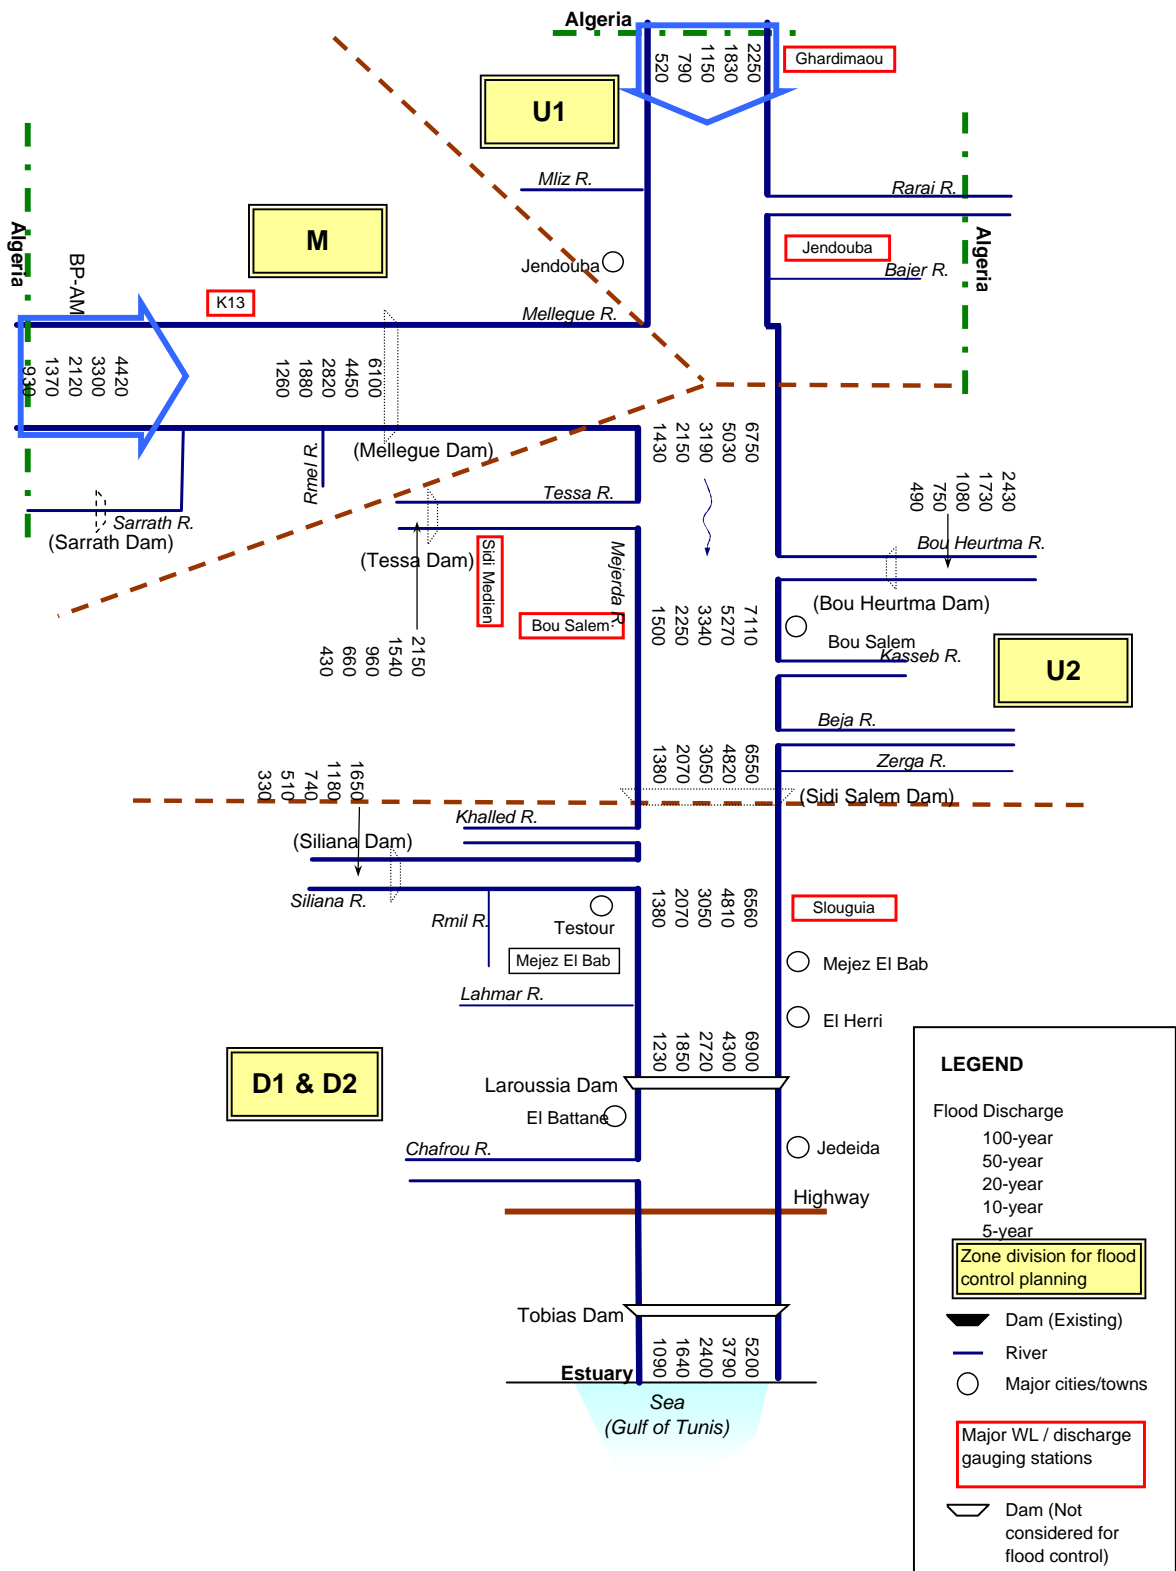 Algeria
2250
1830
1150
790
520
Ghardimaou
U1
Mliz R.
Rarai R.
M
Jendouba
Jendouba
Bajer R.
Algeria
Algeria
BP-AM
K13
Mellegue R.
4420
3300
2120
1370
930
6100
4450
2820
1880
1260
(Mellegue Dam)
Rmel R.
Sarrath R.
(Sarrath Dam)
6750
5030
3190
2150
1430
Tessa R.
(Tessa Dam)
Sidi Medien
2430
1730
1080
750
490
Bou Heurtma R.
(Bou Heurtma Dam)
Mejerda R.
Bou Salem
Bou Salem
7110
5270
3340
2250
1500
Kasseb R.
U2
2150
1540
960
660
430
Beja R.
Zerga R.
6550
4820
3050
2070
1380
(Sidi Salem Dam)
1650
1180
740
510
330
Khalled R.
(Siliana Dam)
Siliana R.
Rmil R.
Testour
6560
4810
3050
2070
1380
Slouguia
Mejez El Bab
Mejez El Bab
Lahmar R.
El Herri
6900
4300
2720
1850
1230
D1 & D2
Laroussia Dam
El Battane
Chafrou R.
Jedeida
Highway
Tobias Dam
5200
3790
2400
1640
1090
Estuary
Sea
(Gulf of Tunis)
LEGEND
Flood Discharge
100-year
50-year
20-year
10-year
5-year
Zone division for flood
control planning
Dam (Existing)
River
Major cities/towns
Major WL / discharge
gauging stations
Dam (Not
considered for
flood control)